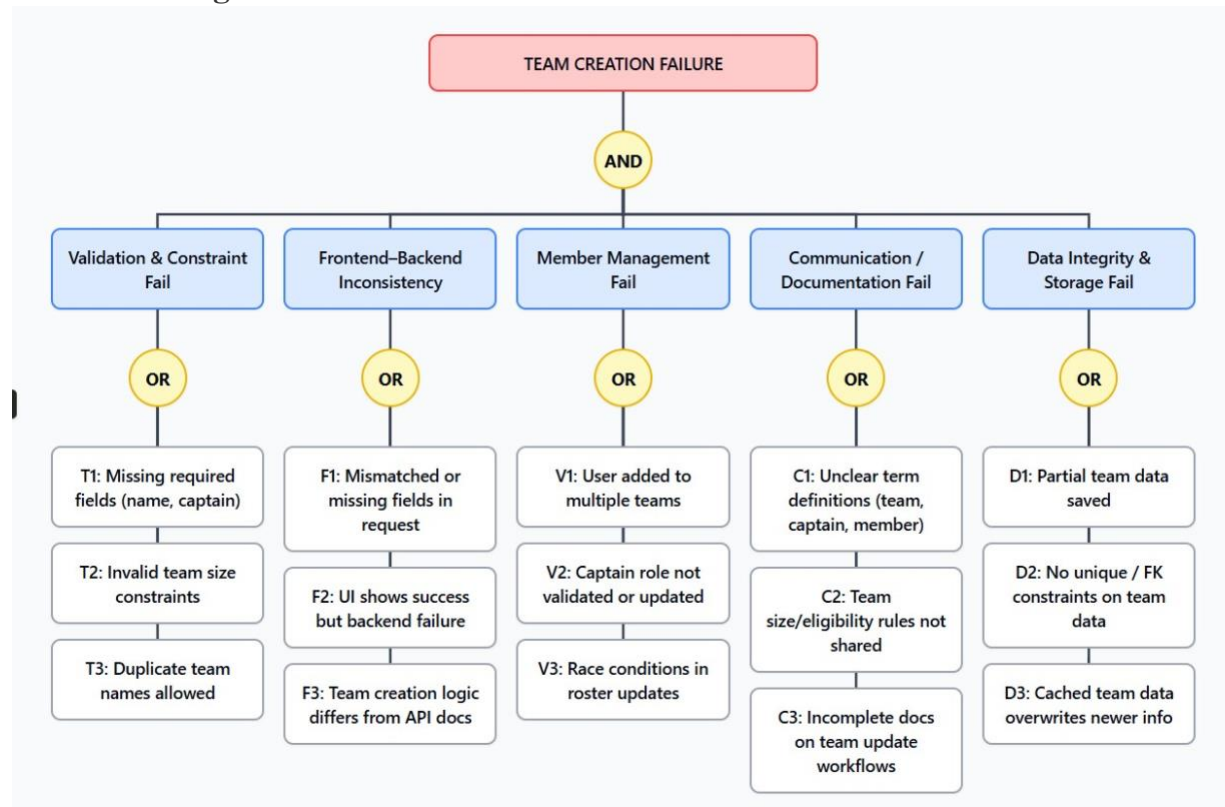 TEAM CREATION FAILURE
AND
Validation & Constraint
Fail
Frontend–Backend
Inconsistency
Member Management
Fail
Communication /
Documentation Fail
Data Integrity &
Storage Fail
OR
OR
OR
OR
OR
T1: Missing required
fields (name, captain)
T2: Invalid team size
constraints
T3: Duplicate team
names allowed
F1: Mismatched or
missing fields in
request
F2: UI shows success
but backend failure
F3: Team creation logic
differs from API docs
V1: User added to
multiple teams
V2: Captain role not
validated or updated
V3: Race conditions in
roster updates
C1: Unclear term
definitions (team,
captain, member)
C2: Team
size/eligibility rules not
shared
C3: Incomplete docs
on team update
workflows
D1: Partial team data
saved
D2: No unique / FK
constraints on team
data
D3: Cached team data
overwrites newer info